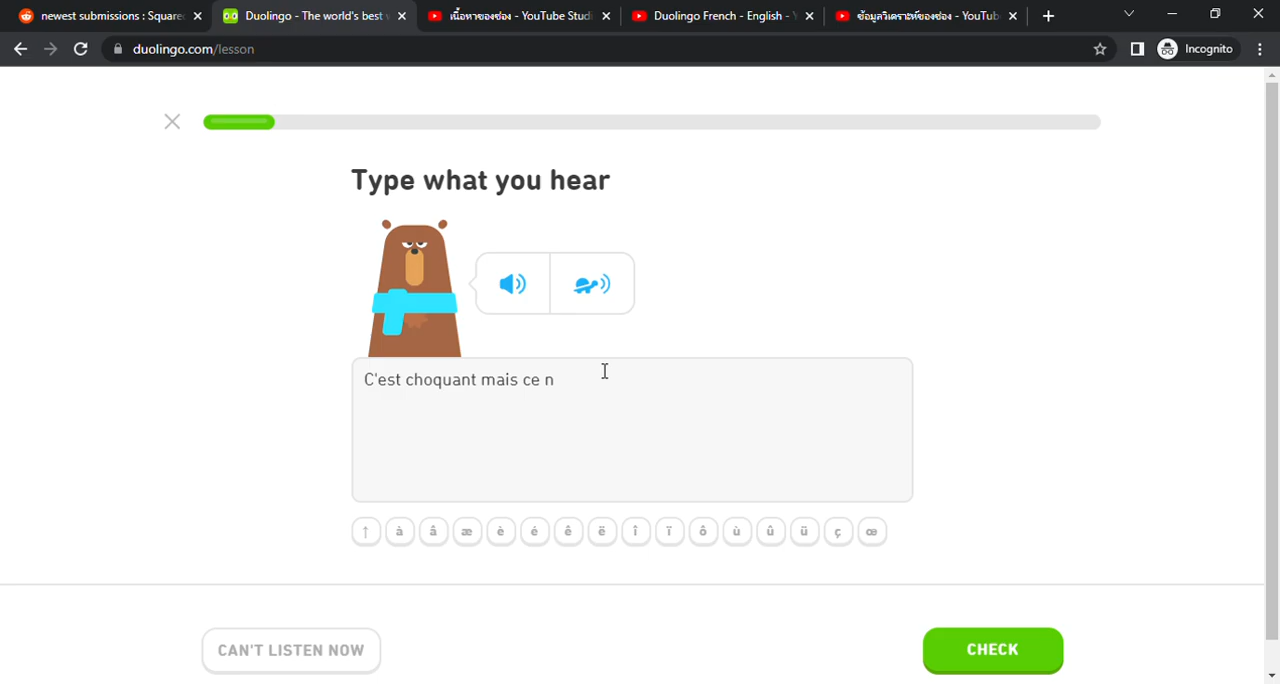 newest submissions : Square
Duolingo - The world's best
เนื้อหาของช่อง - YouTube Studi
Duolingo French - English -
ข้อมูลวิเคราะห์ของช่อง - YouTub
duolingo.com/lesson
Incognito
Type what you hear
C'est choquant mais ce n
↑ à â æ è é ê ë î ï ô ù û ü ç œ
CAN'T LISTEN NOW
CHECK